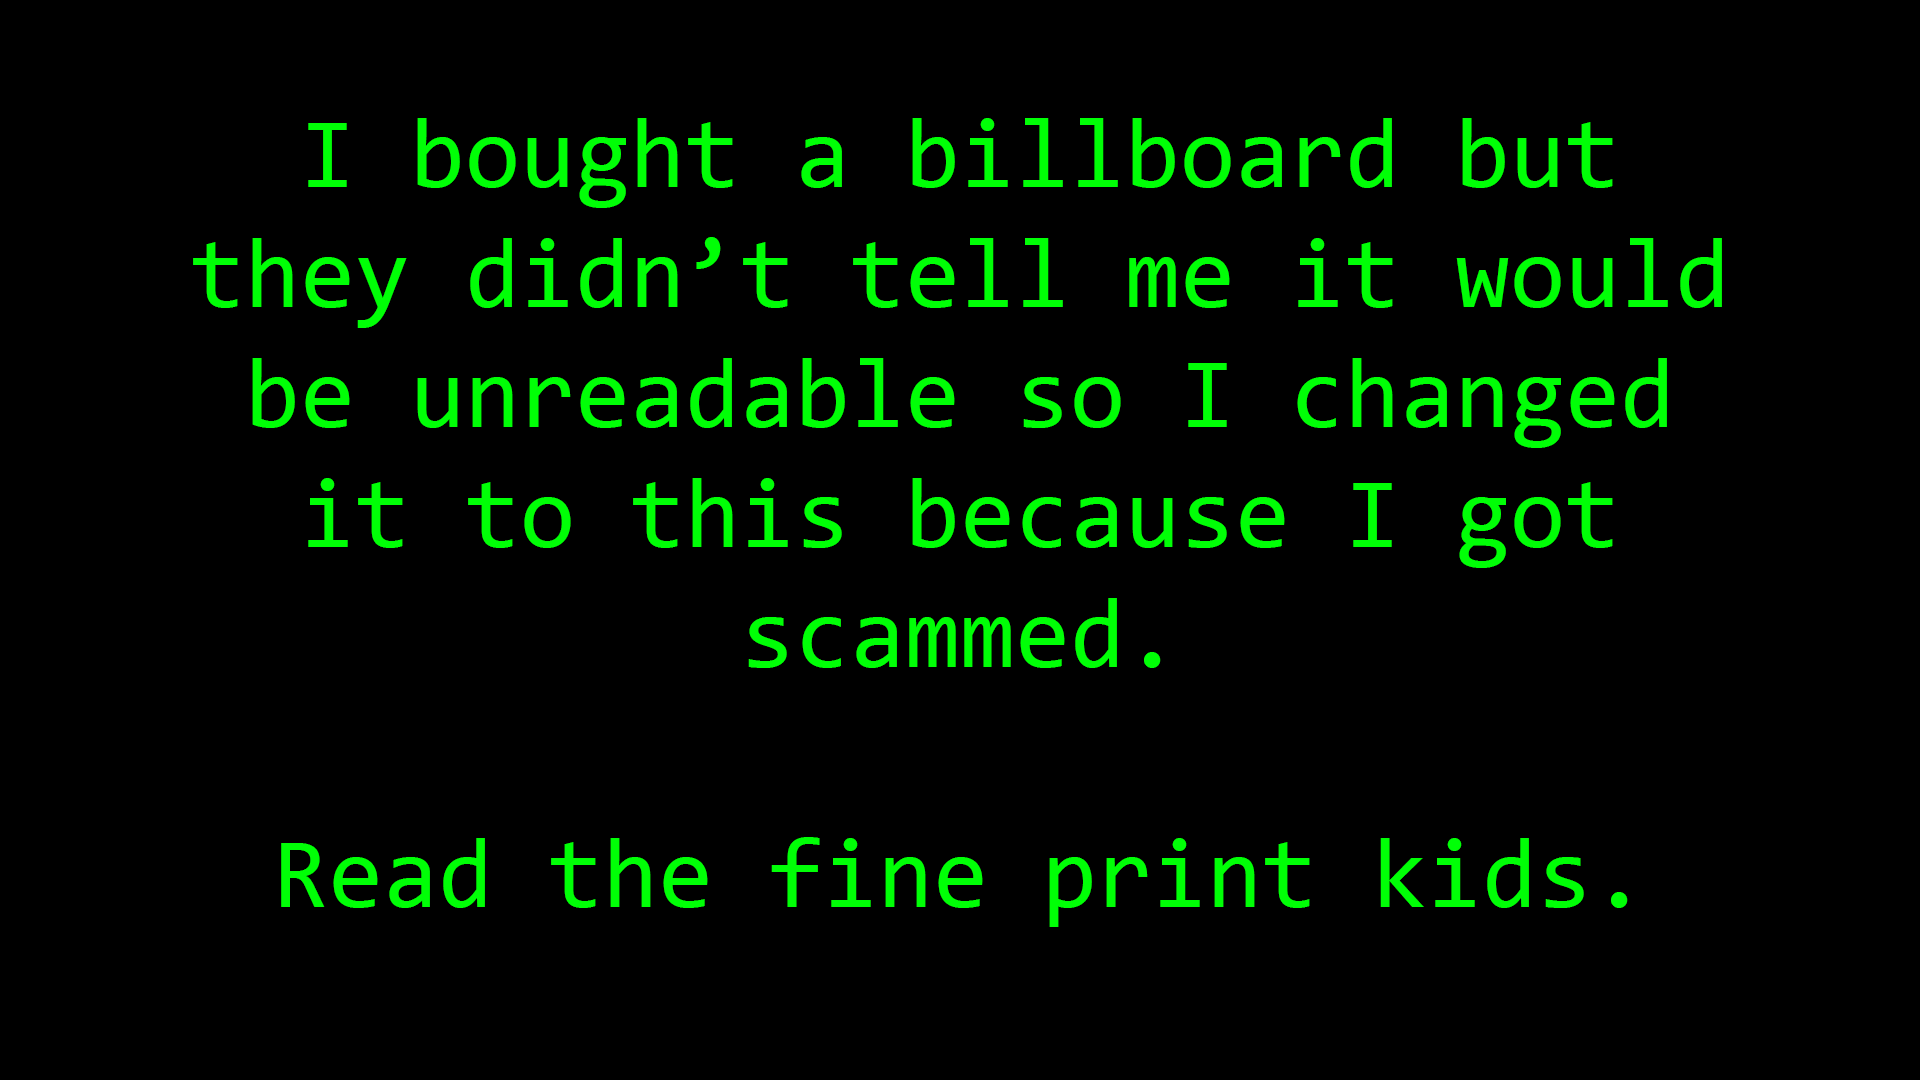 I bought a billboard but
they didn’t tell me it would
be unreadable so I changed
it to this because I got
scammed.
Read the fine print kids.